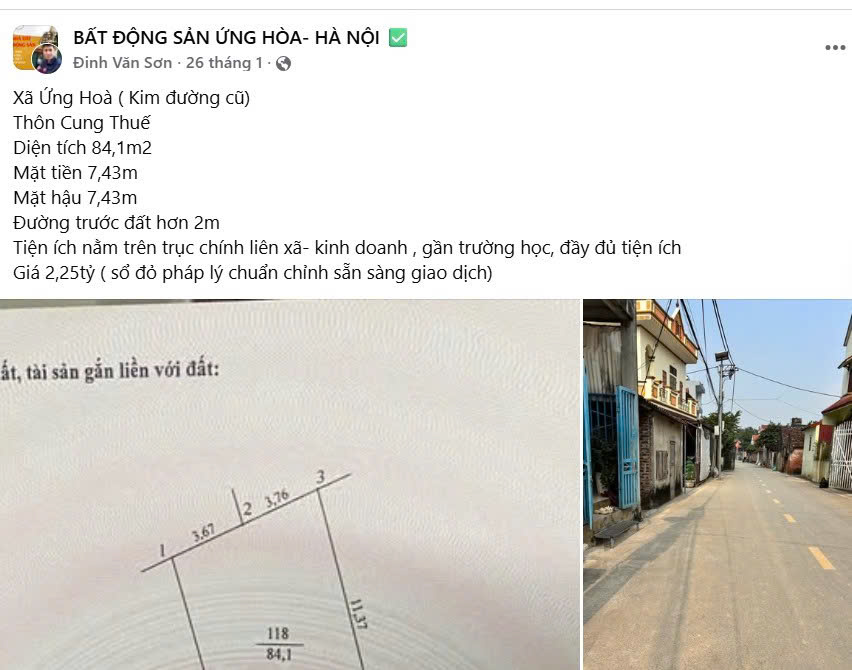 BẤT ĐỘNG SẢN ỨNG HÒA- HÀ NỘI ✅
Đinh Văn Sơn · 26 tháng 1 ·
Xã Ứng Hoà ( Kim đường cũ)
Thôn Cung Thuế
Diện tích 84,1m2
Mặt tiền 7,43m
Mặt hậu 7,43m
Đường trước đất hơn 2m
Tiện ích nằm trên trục chính liên xã- kinh doanh , gần trường học, đầy đủ tiện ích
Giá 2,25tỷ ( sổ đỏ pháp lý chuẩn chỉnh sẵn sàng giao dịch)
ất, tài sản gắn liền với đất:
1
3,67
2
3,76
3
11,37
118
84,1